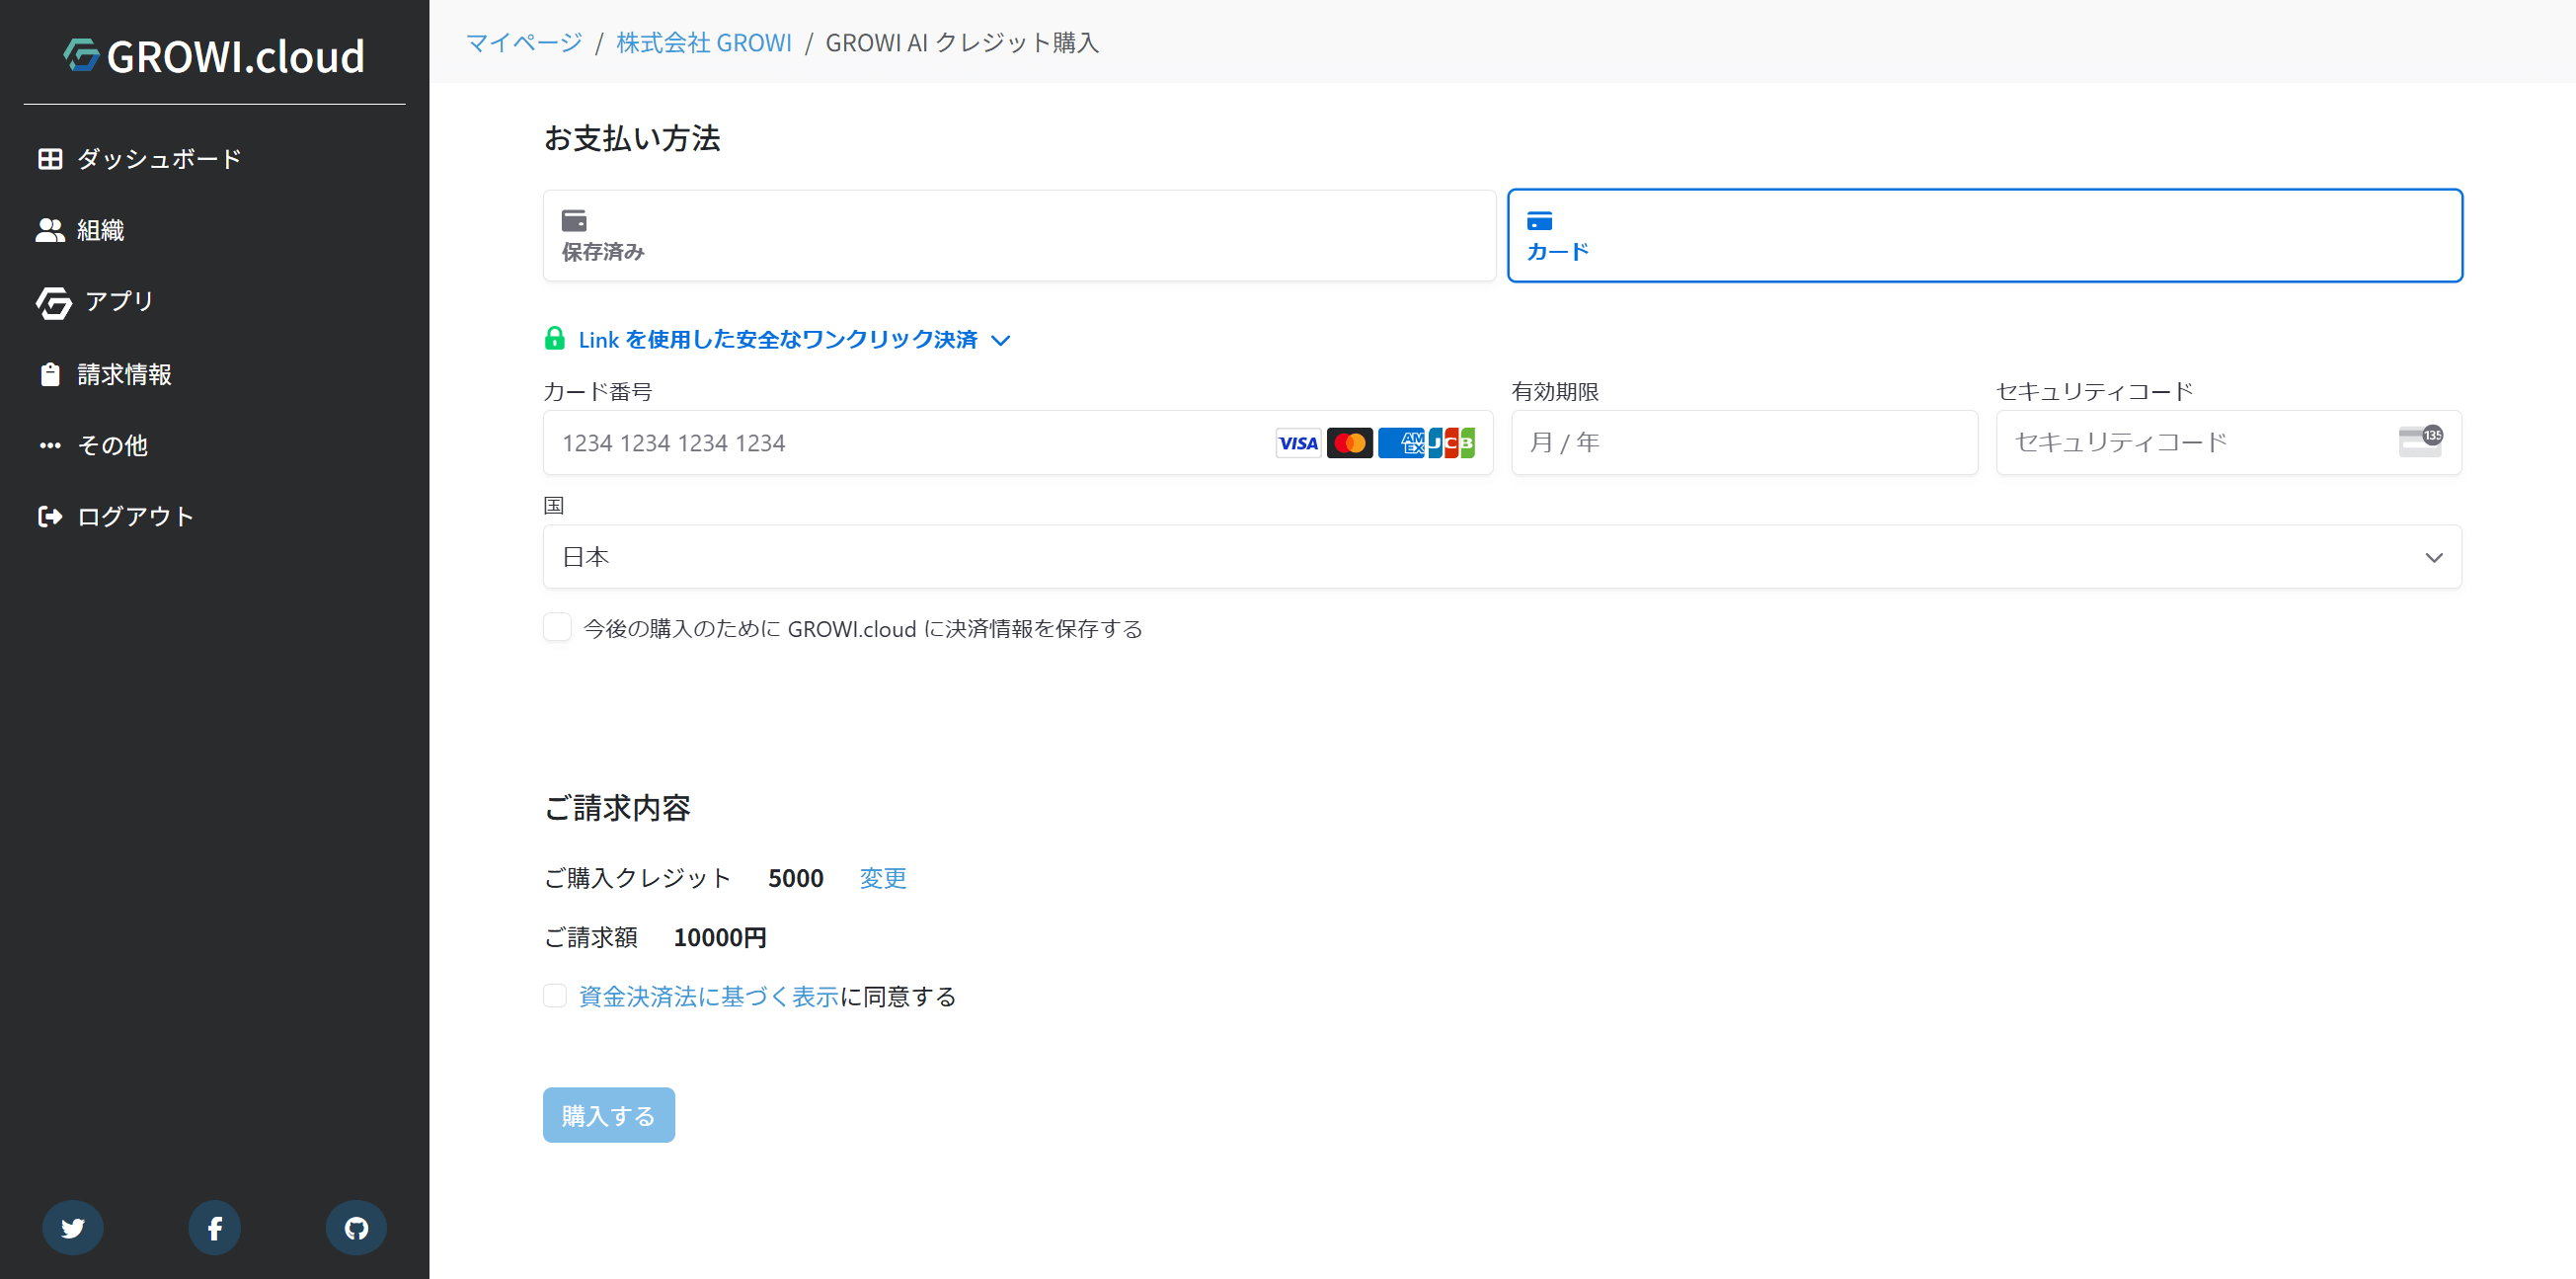 GROWI.cloud
ダッシュボード
組織
アプリ
請求情報
その他
ログアウト
マイページ / 株式会社 GROWI / GROWI AI クレジット購入
お支払い方法
保存済み
カード
Link を使用した安全なワンクリック決済
カード番号
1234 1234 1234 1234
VISA
AMEX
JCB
有効期限
月 / 年
セキュリティコード
セキュリティコード
135
国
日本
今後の購入のために GROWI.cloud に決済情報を保存する
ご請求内容
ご購入クレジット 5000 変更
ご請求額 10000円
資金決済法に基づく表示に同意する
購入する